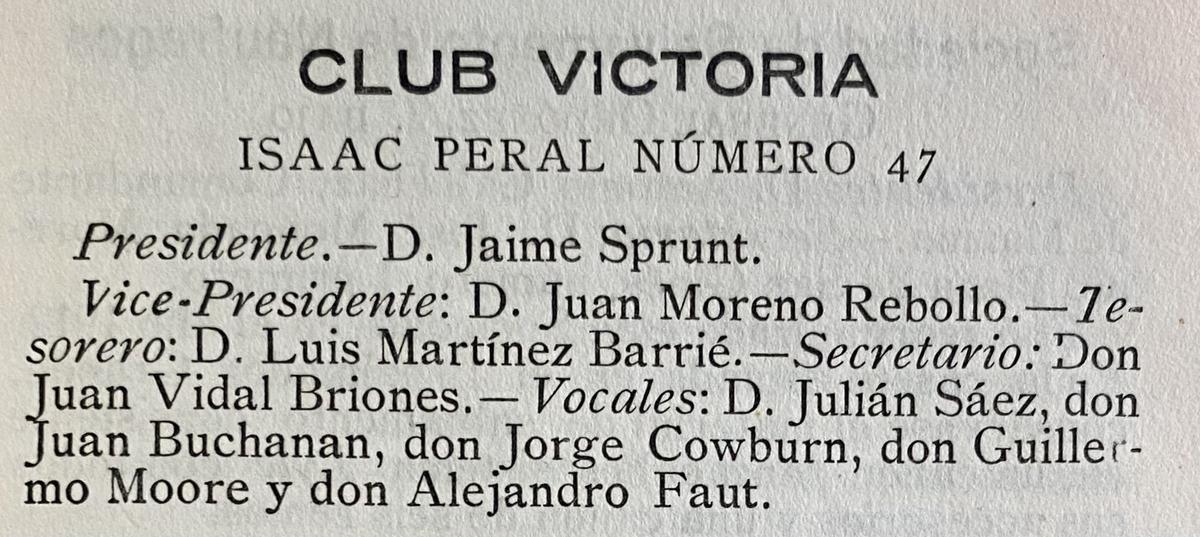 CLUB VICTORIA
ISAAC PERAL NÚMERO 47
Presidente.—D. Jaime Sprunt.
Vice-Presidente: D. Juan Moreno Rebollo.—Te-
sorero: D. Luis Martínez Barrié.—Secretario: Don
Juan Vidal Briones.—Vocales: D. Julián Sáez, don
Juan Buchanan, don Jorge Cowburn, don Guiller-
mo Moore y don Alejandro Faut.